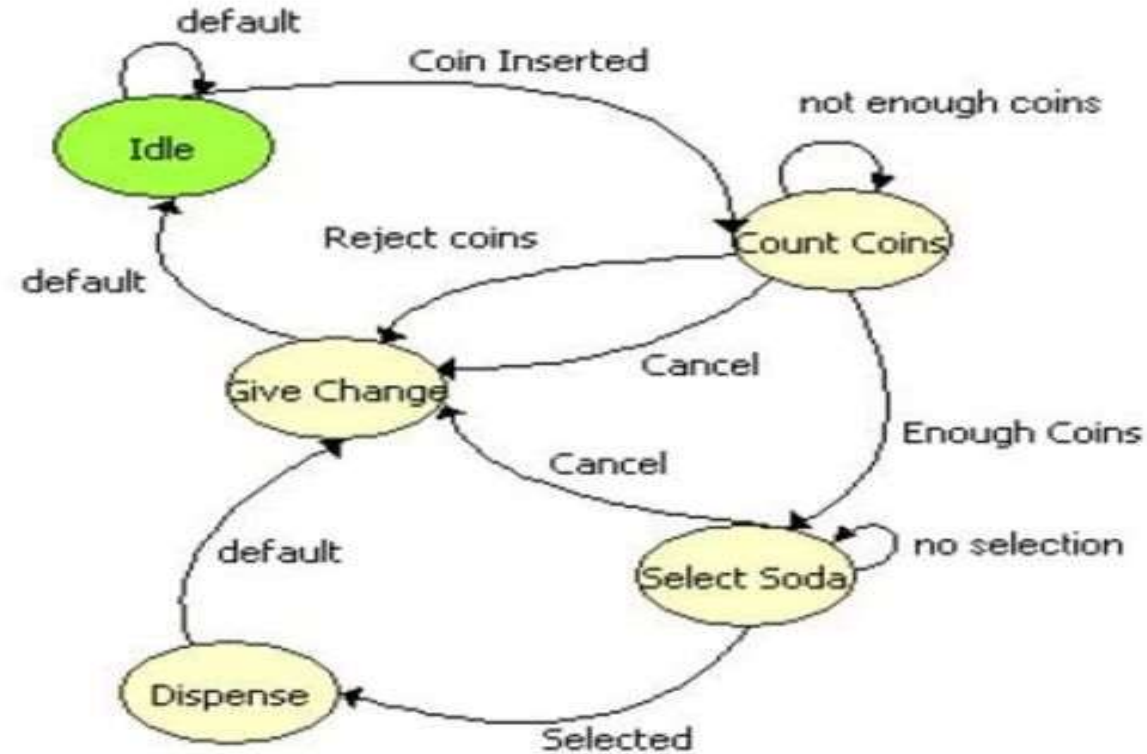 default
Coin Inserted
not enough coins
Idle
Reject coins
Count Coins
default
Cancel
Give Change
Enough Coins
Cancel
default
no selection
Select Soda
Dispense
Selected